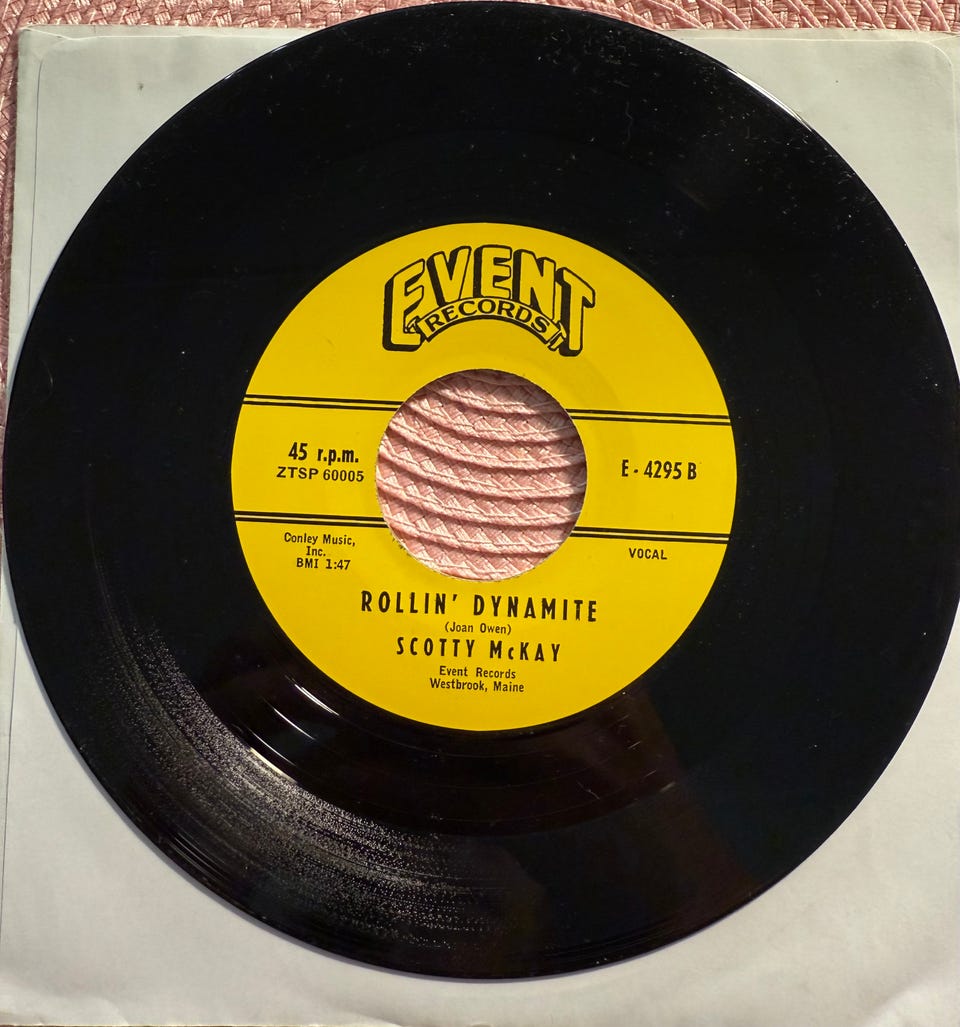 EVENT
RECORDS
45 r.p.m.
ZTSP 60005
E - 4295 B
Conley Music,
Inc.
BMI 1:47
VOCAL
ROLLIN' DYNAMITE
(Joan Owen)
SCOTTY McKAY
Event Records
Westbrook, Maine